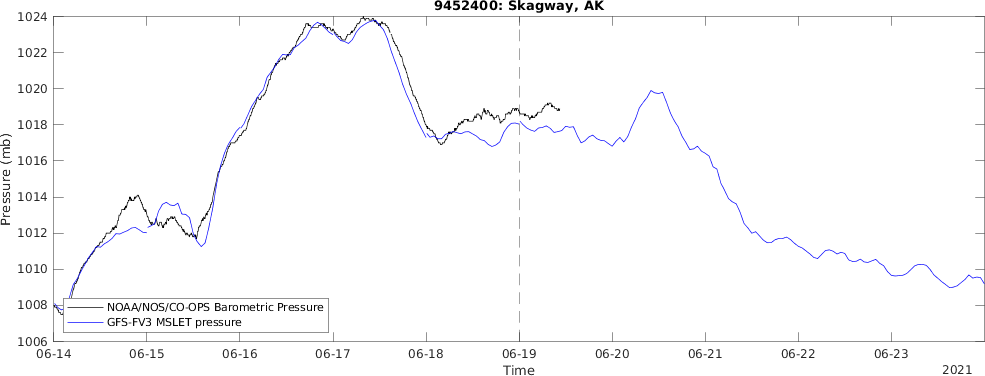 9452400: Skagway, AK
1024
1022
1020
1018
1016
1014
1012
1010
1008
1006
Pressure (mb)
NOAA/NOS/CO-OPS Barometric Pressure
GFS-FV3 MSLET pressure
06-14 06-15 06-16 06-17 06-18 06-19 06-20 06-21 06-22 06-23
Time
2021